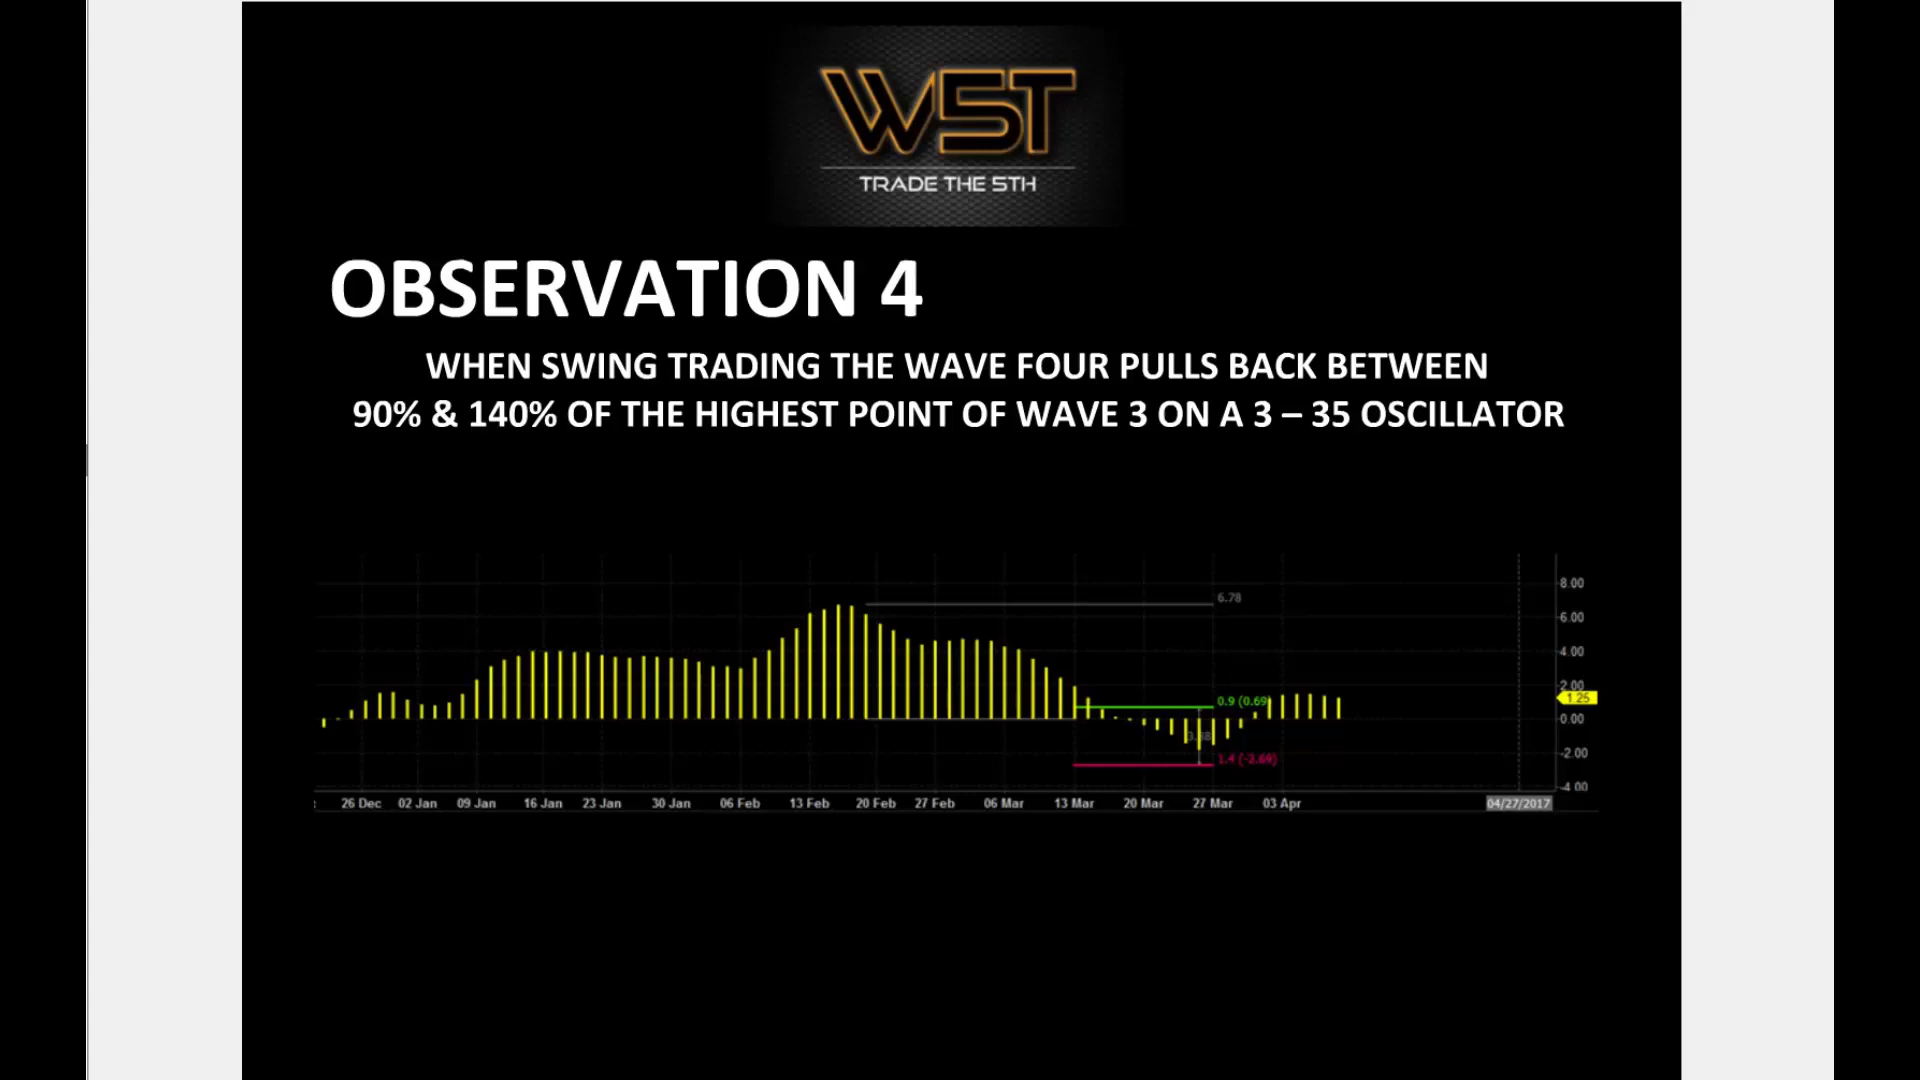 W5T
TRADE THE 5TH
OBSERVATION 4
WHEN SWING TRADING THE WAVE FOUR PULLS BACK BETWEEN
90% & 140% OF THE HIGHEST POINT OF WAVE 3 ON A 3 – 35 OSCILLATOR
8.00
6.78
6.00
4.00
2.00
0.9 (0.69)
1.25
0.00
-2.00
1.4 (-2.69)
-4.00
26 Dec 02 Jan 09 Jan 16 Jan 23 Jan 30 Jan 06 Feb 13 Feb 20 Feb 27 Feb 06 Mar 13 Mar 20 Mar 27 Mar 03 Apr 04/27/2017